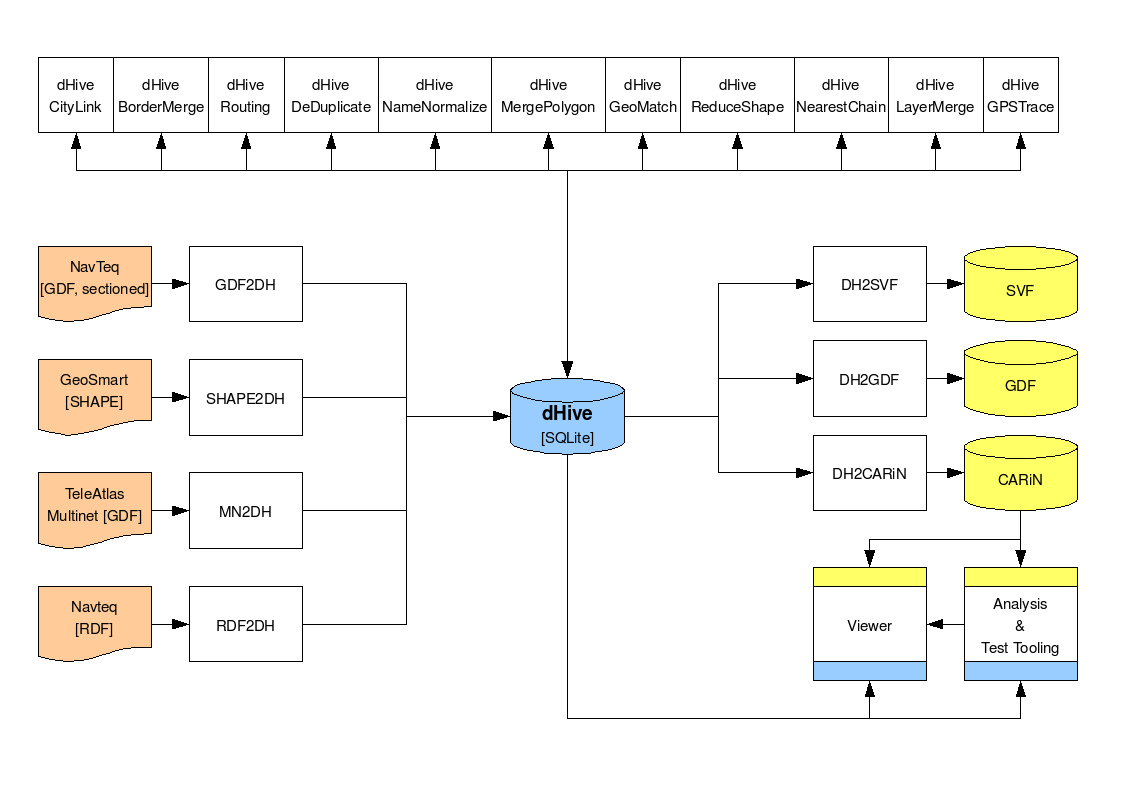 dHive
CityLink
dHive
BorderMerge
dHive
Routing
dHive
DeDuplicate
dHive
NameNormalize
dHive
MergePolygon
dHive
GeoMatch
dHive
ReduceShape
dHive
NearestChain
dHive
LayerMerge
dHive
GPSTrace
NavTeq
[GDF, sectioned]
GDF2DH
GeoSmart
[SHAPE]
SHAPE2DH
TeleAtlas
Multinet [GDF]
MN2DH
Navteq
[RDF]
RDF2DH
dHive
[SQLite]
DH2SVF
SVF
DH2GDF
GDF
DH2CARiN
CARiN
Viewer
Analysis
&
Test Tooling